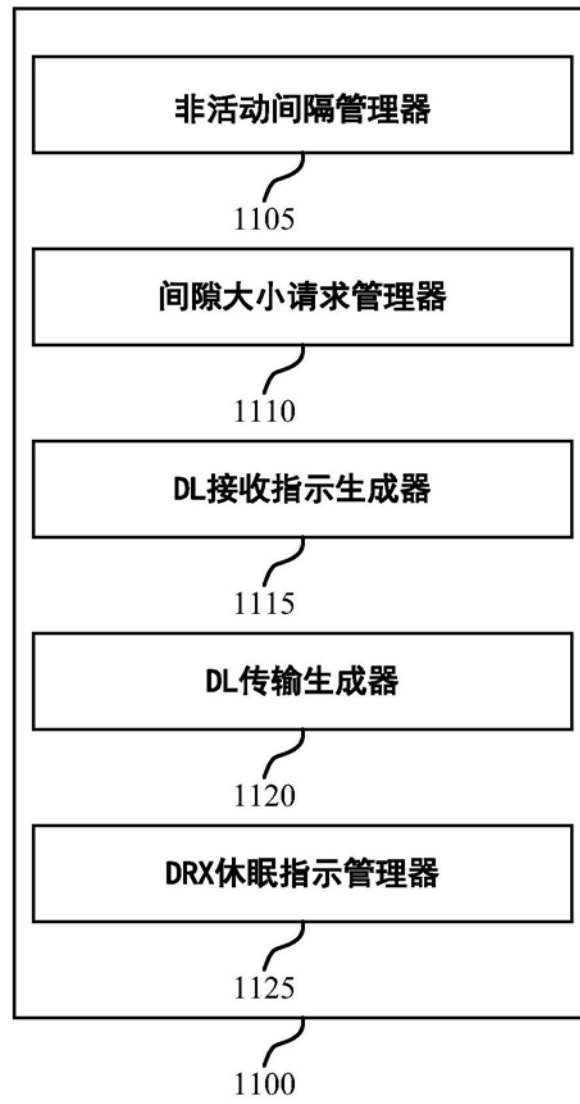 非活动间隔管理器
1105
间隙大小请求管理器
1110
DL接收指示生成器
1115
DL传输生成器
1120
DRX休眠指示管理器
1125
1100